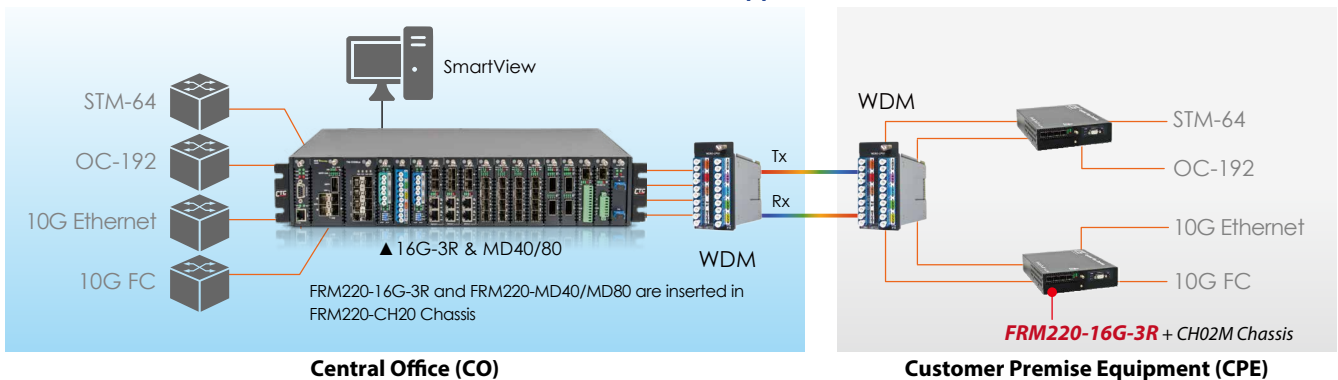 SmartView
STM-64
OC-192
10G Ethernet
10G FC
CTC
CTC
▲16G-3R & MD40/80
FRM220-16G-3R and FRM220-MD40/MD80 are inserted in
FRM220-CH20 Chassis
WDM
Tx
Rx
Central Office (CO)
WDM
STM-64
OC-192
10G Ethernet
10G FC
FRM220-16G-3R + CH02M Chassis
Customer Premise Equipment (CPE)